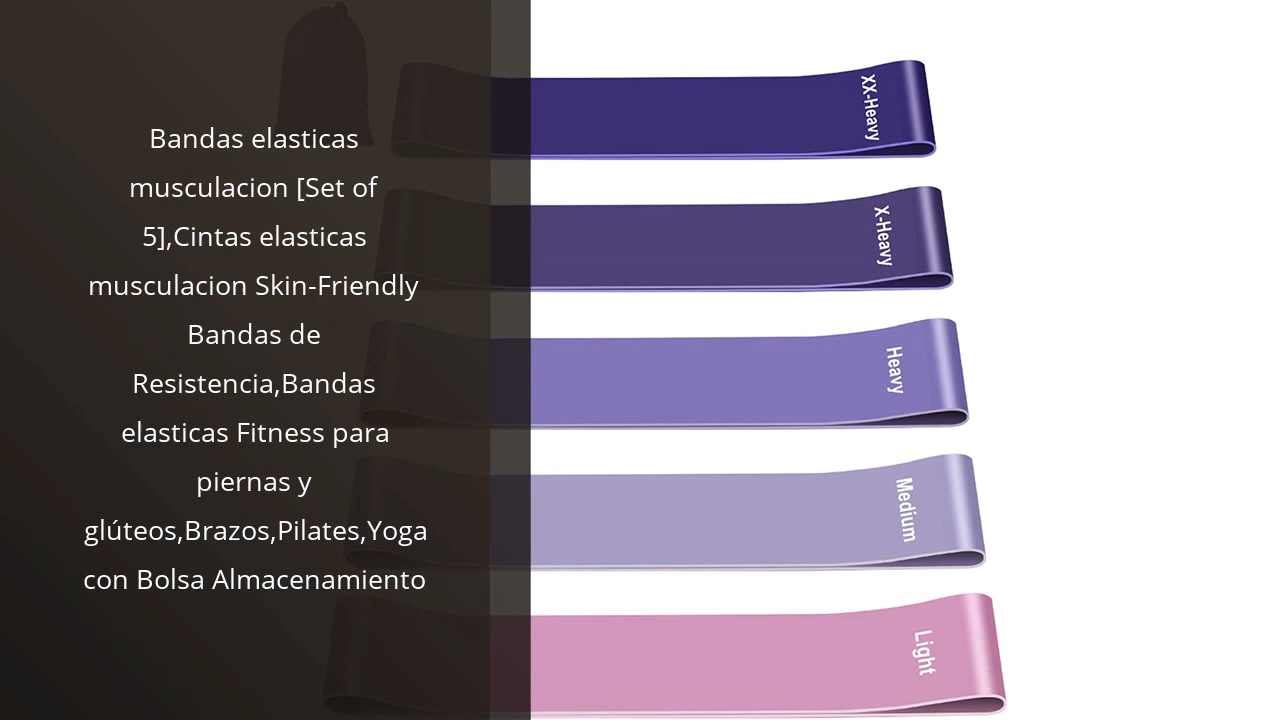 Bandas elasticas
musculacion [Set of
5],Cintas elasticas
musculacion Skin-Friendly
Bandas de
Resistencia,Bandas
elasticas Fitness para
piernas y
glúteos,Brazos,Pilates,Yoga
con Bolsa Almacenamiento
XX-Heavy
X-Heavy
Heavy
Medium
Light